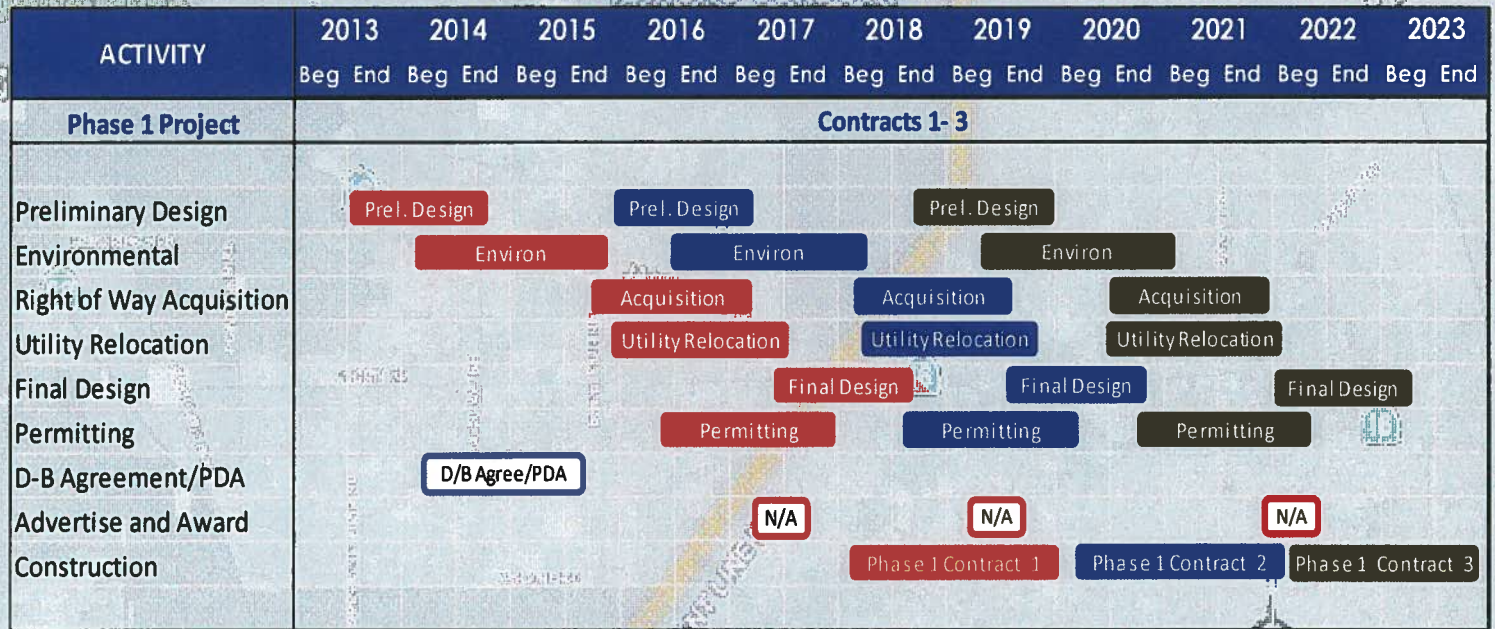 ACTIVITY
2013 2014 2015 2016 2017 2018 2019 2020 2021 2022 2023
Beg End Beg End Beg End Beg End Beg End Beg End Beg End Beg End Beg End Beg End Beg End
Phase 1 Project Contracts 1- 3
Preliminary Design Prel. Design Prel. Design Prel. Design
Environmental Environ Environ Environ
Right of Way Acquisition Acquisition Acquisition Acquisition
Utility Relocation Utility Relocation Utility Relocation Utility Relocation
Final Design Final Design Final Design Final Design
Permitting Permitting Permitting Permitting
D-B Agreement/PDA D/B Agree/PDA
Advertise and Award N/A N/A N/A
Construction Phase 1 Contract 1 Phase 1 Contract 2 Phase 1 Contract 3